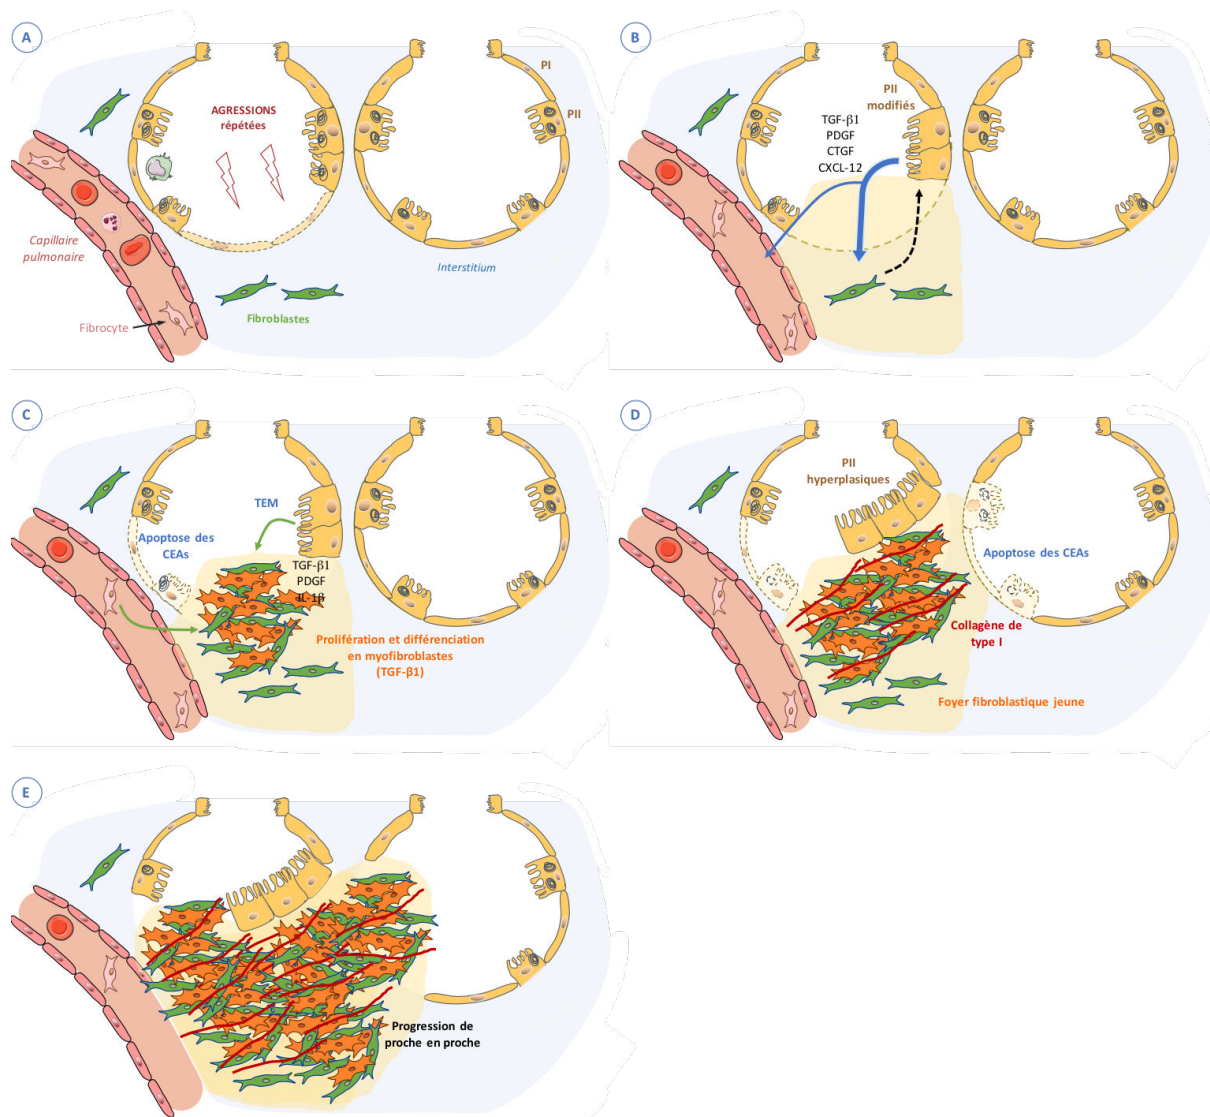 A
AGRESSIONS
répétées
PI
PII
Capillaire
pulmonaire
Interstitium
Fibroblastes
Fibrocyte
B
PII
modifiés
TGF-β1
PDGF
CTGF
CXCL-12
C
TEM
Apoptose des
CEAs
TGF-β1
PDGF
IL-1β
Prolifération et différenciation
en myofibroblastes
(TGF-β1)
D
PII
hyperplasiques
Apoptose des CEAs
Collagène de
type I
Foyer fibroblastique jeune
E
Progression de
proche en proche